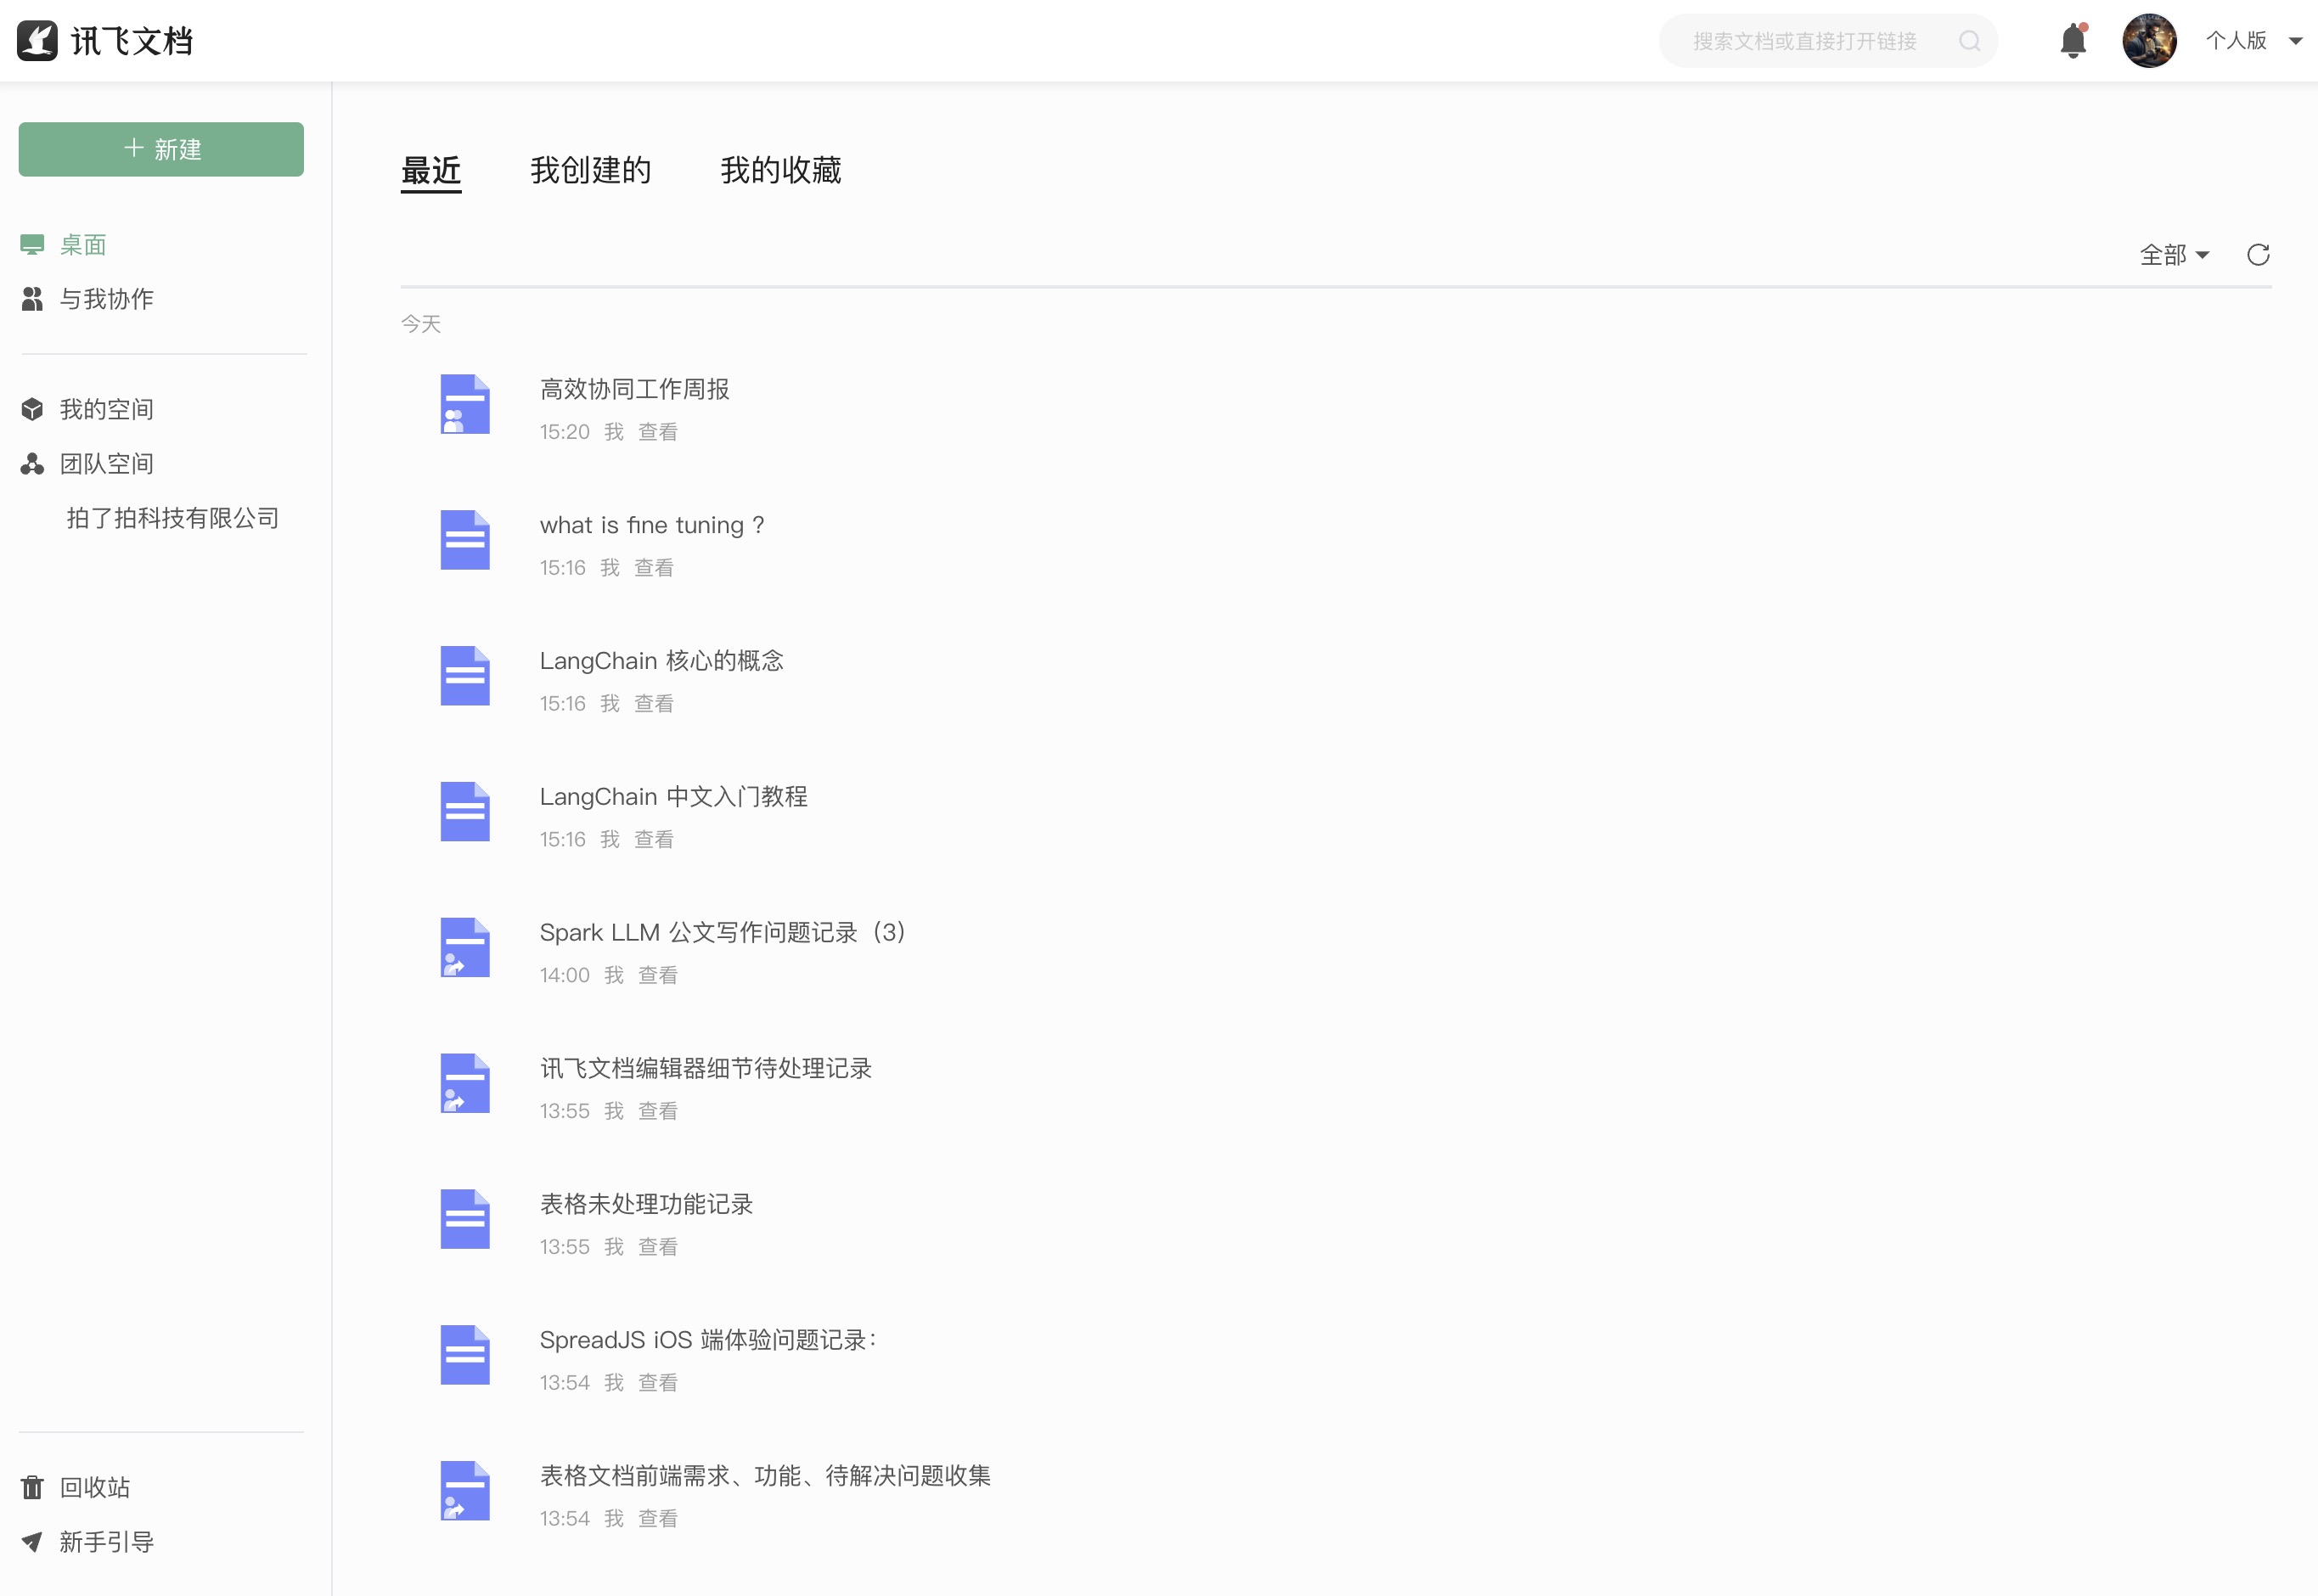 讯飞文档
搜索文档或直接打开链接
个人版
+ 新建
桌面
与我协作
我的空间
团队空间
拍了拍科技有限公司
回收站
新手引导
最近 我创建的 我的收藏
全部
今天
高效协同工作周报
15:20 我 查看
what is fine tuning ?
15:16 我 查看
LangChain 核心的概念
15:16 我 查看
LangChain 中文入门教程
15:16 我 查看
Spark LLM 公文写作问题记录（3）
14:00 我 查看
讯飞文档编辑器细节待处理记录
13:55 我 查看
表格未处理功能记录
13:55 我 查看
SpreadJS iOS 端体验问题记录：
13:54 我 查看
表格文档前端需求、功能、待解决问题收集
13:54 我 查看